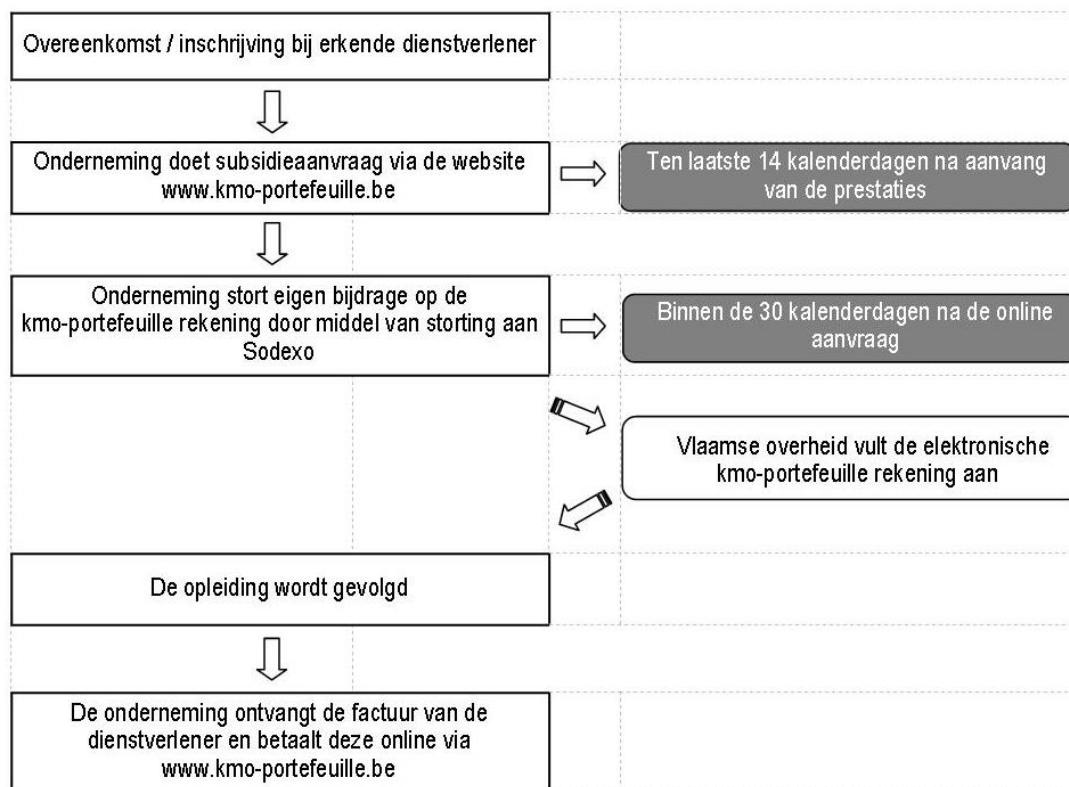 Overeenkomst / inschrijving bij erkende dienstverlener
Onderneming doet subsidieaanvraag via de website
www.kmo-portefeuille.be
Ten laatste 14 kalenderdagen na aanvang
van de prestaties
Onderneming stort eigen bijdrage op de
kmo-portefeuille rekening door middel van storting aan
Sodexo
Binnen de 30 kalenderdagen na de online
aanvraag
Vlaamse overheid vult de elektronische
kmo-portefeuille rekening aan
De opleiding wordt gevolgd
De onderneming ontvangt de factuur van de
dienstverlener en betaalt deze online via
www.kmo-portefeuille.be